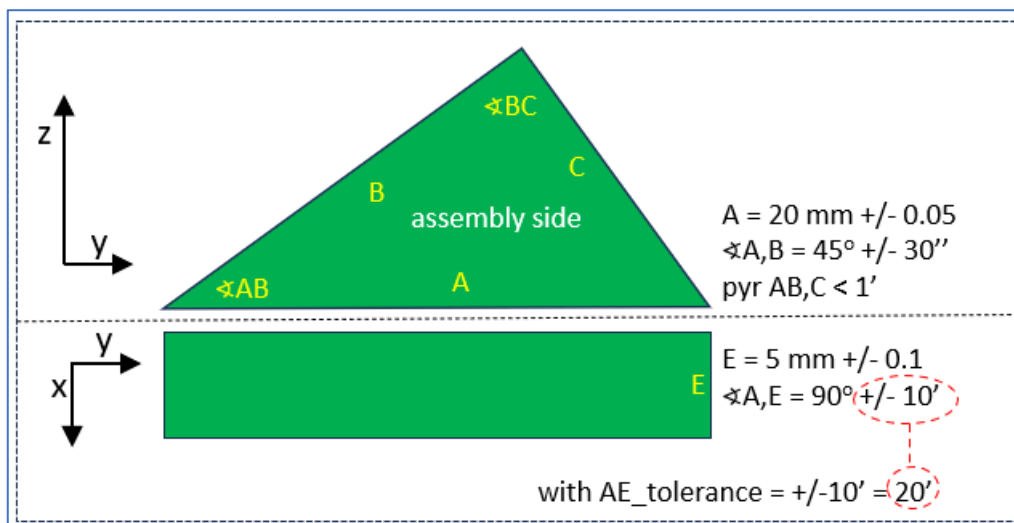 z
y
∢BC
B
C
assembly side
∢AB
A
A = 20 mm +/- 0.05
∢A,B = 45° +/- 30’’
pyr AB,C < 1’
y
x
E
E = 5 mm +/- 0.1
∢A,E = 90° +/- 10’
with AE_tolerance = +/-10’ = 20’